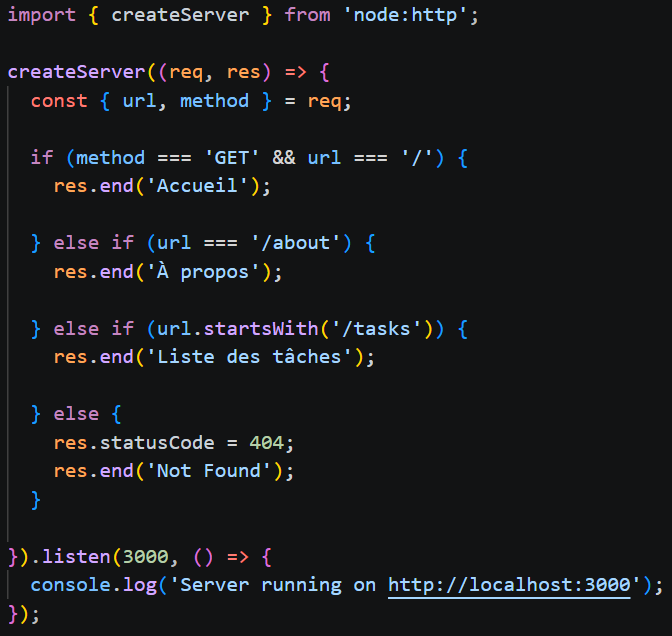 import { createServer } from 'node:http';
createServer((req, res) => {
const { url, method } = req;
if (method === 'GET' && url === '/') {
res.end('Accueil');
} else if (url === '/about') {
res.end('À propos');
} else if (url.startsWith('/tasks')) {
res.end('Liste des tâches');
} else {
res.statusCode = 404;
res.end('Not Found');
}
}).listen(3000, () => {
console.log('Server running on http://localhost:3000');
});